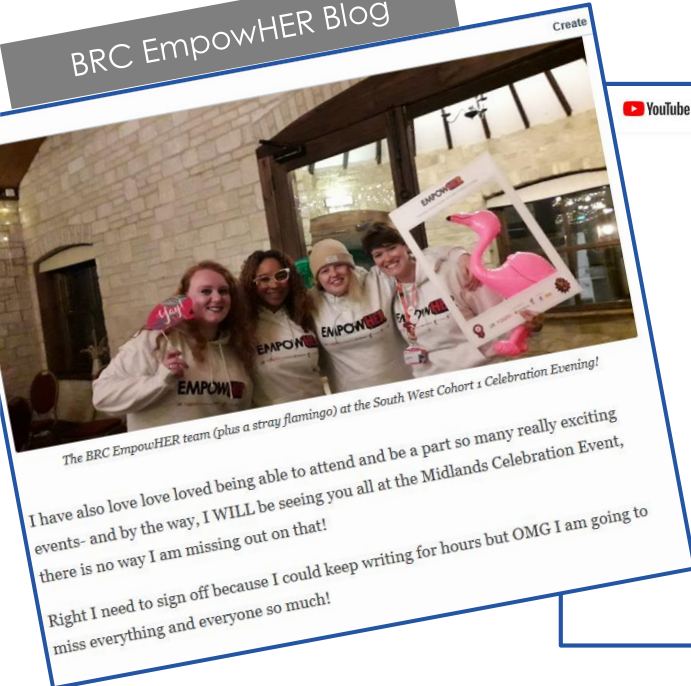 BRC EmpowHER Blog
Create
YouTube
EMPOWHER
Yay!
EMPOW
EMPOWHER
EMPOWHER
The BRC EmpowHER team (plus a stray flamingo) at the South West Cohort 1 Celebration Evening!
I have also love love loved being able to attend and be a part so many really exciting
events- and by the way, I WILL be seeing you all at the Midlands Celebration Event,
there is no way I am missing out on that!
Right I need to sign off because I could keep writing for hours but OMG I am going to
miss everything and everyone so much!